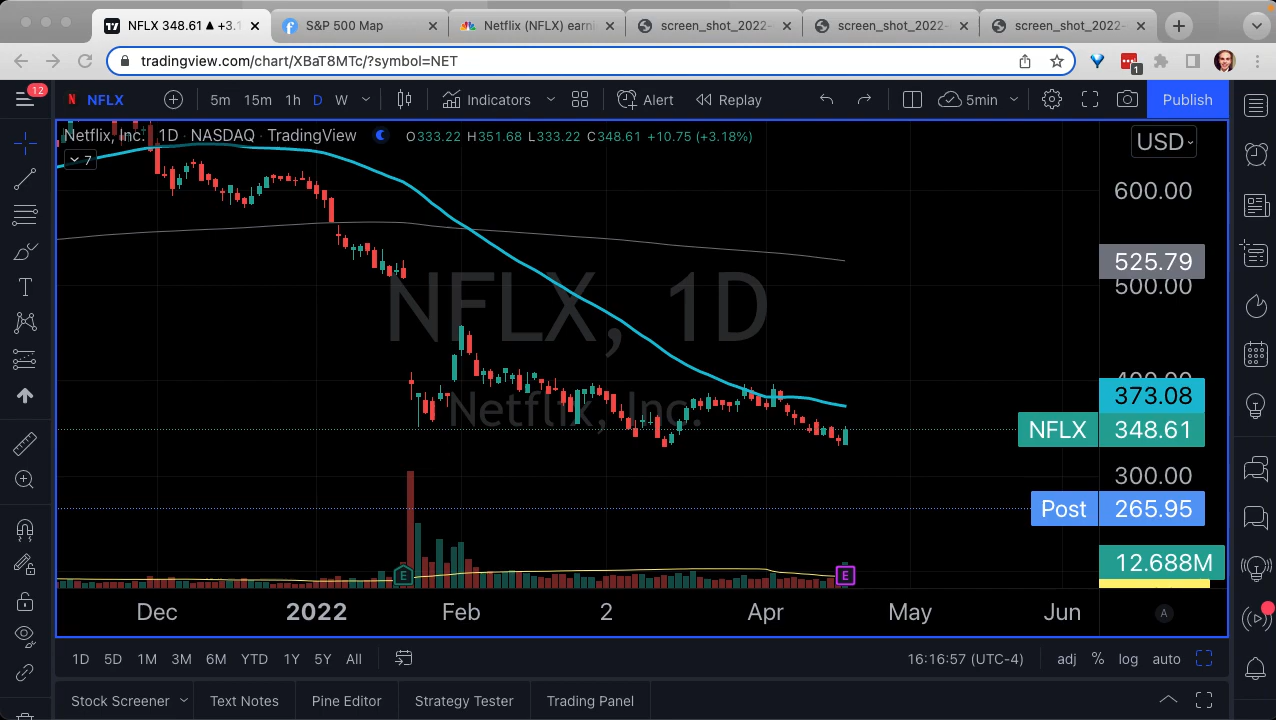 NFLX 348.61 ▲ +3.1
S&P 500 Map
Netflix (NFLX) earni
screen_shot_2022-
screen_shot_2022-
screen_shot_2022-
tradingview.com/chart/XBaT8MTc/?symbol=NET
1
12
N NFLX 5m 15m 1h D W Indicators Alert Replay 5min Publish
Netflix, Inc. 1D · NASDAQ · TradingView O333.22 H351.68 L333.22 C348.61 +10.75 (+3.18%)
USD
7
600.00
525.79
500.00
NFLX, 1D
Netflix, Inc.
400.00
373.08
NFLX 348.61
300.00
Post 265.95
12.688M
E E
Dec 2022 Feb 2 Apr May Jun A
1D 5D 1M 3M 6M YTD 1Y 5Y All 16:16:57 (UTC-4) adj % log auto
Stock Screener Text Notes Pine Editor Strategy Tester Trading Panel